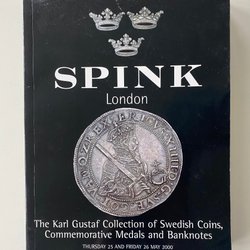 SPINK
London
The Karl Gustaf Collection of Swedish Coins,
Commemorative Medals and Banknotes
THURSDAY 25 AND FRIDAY 26 MAY 2000